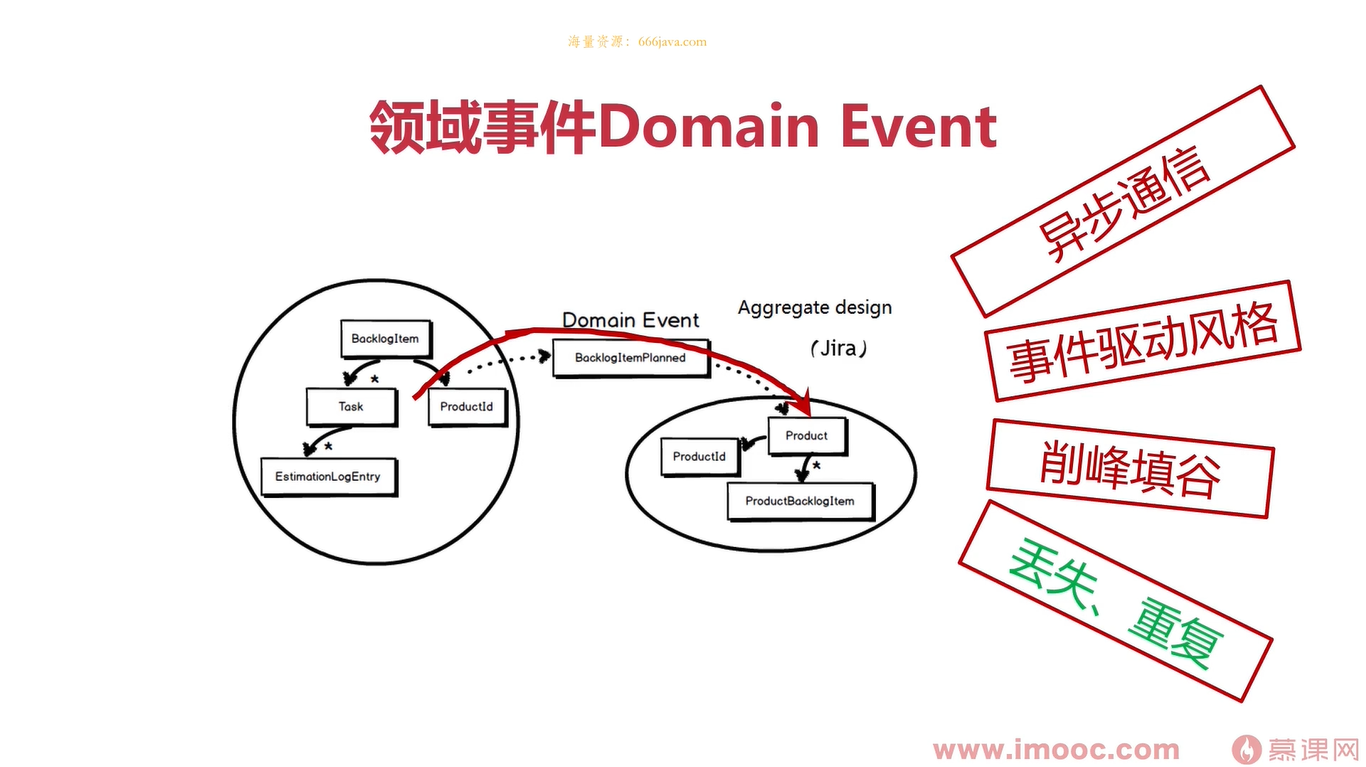 海量资源：666java.com
领域事件Domain Event
异步通信
事件驱动风格
削峰填谷
丢失、重复
Domain Event
Aggregate design
（Jira）
BacklogItem
BacklogItemPlanned
*
Task
ProductId
*
EstimationLogEntry
Product
ProductId
*
ProductBacklogItem
www.imooc.com
慕课网